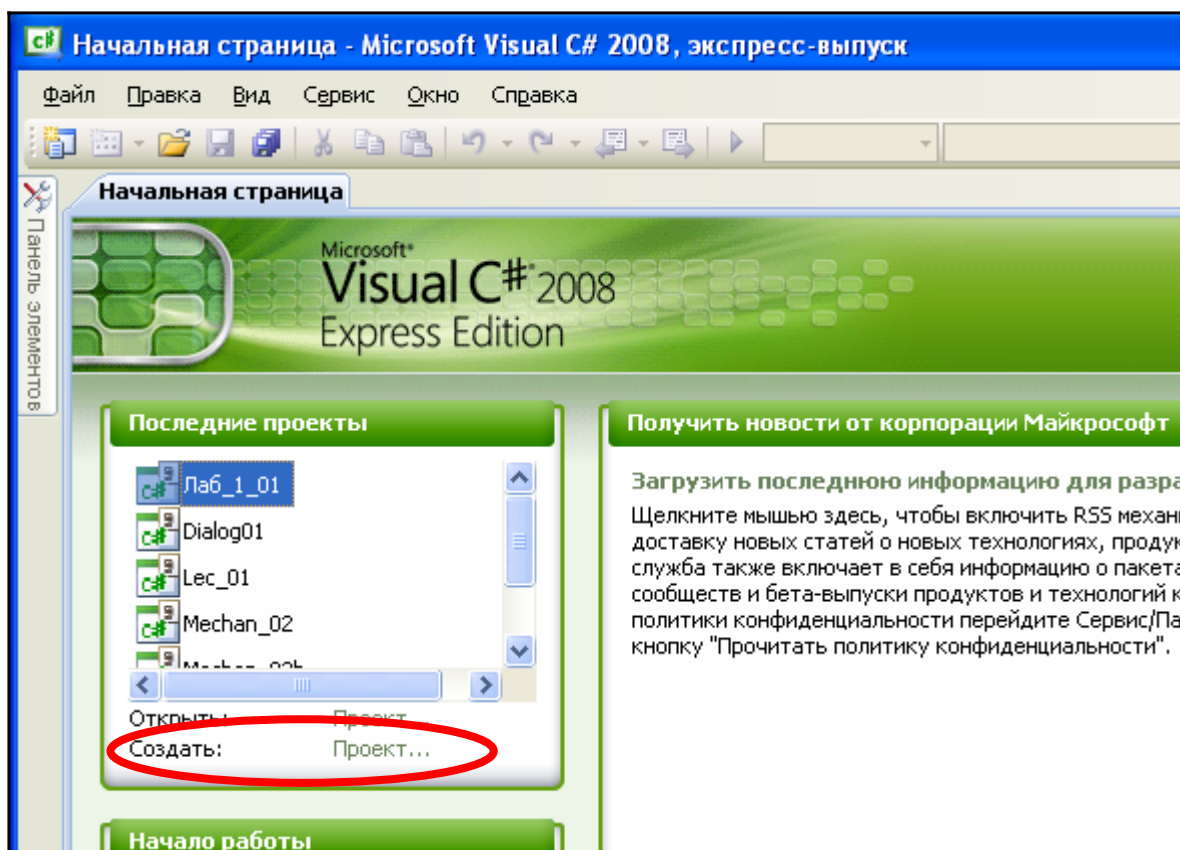 Начальная страница - Microsoft Visual C# 2008, экспресс-выпуск
Файл Правка Вид Сервис Окно Справка
Панель элементов
Начальная страница
Microsoft
Visual C# 2008
Express Edition
Последние проекты
Лаб_1_01
Dialog01
Lec_01
Mechan_02
Mechan_02b
Открыть: Проект...
Создать: Проект...
Начало работы
Получить новости от корпорации Майкрософт
Загрузить последнюю информацию для разра
Щелкните мышью здесь, чтобы включить RSS механ
доставку новых статей о новых технологиях, продук
служба также включает в себя информацию о пакета
сообществ и бета-выпуски продуктов и технологий к
политики конфиденциальности перейдите Сервис/Па
кнопку "Прочитать политику конфиденциальности".